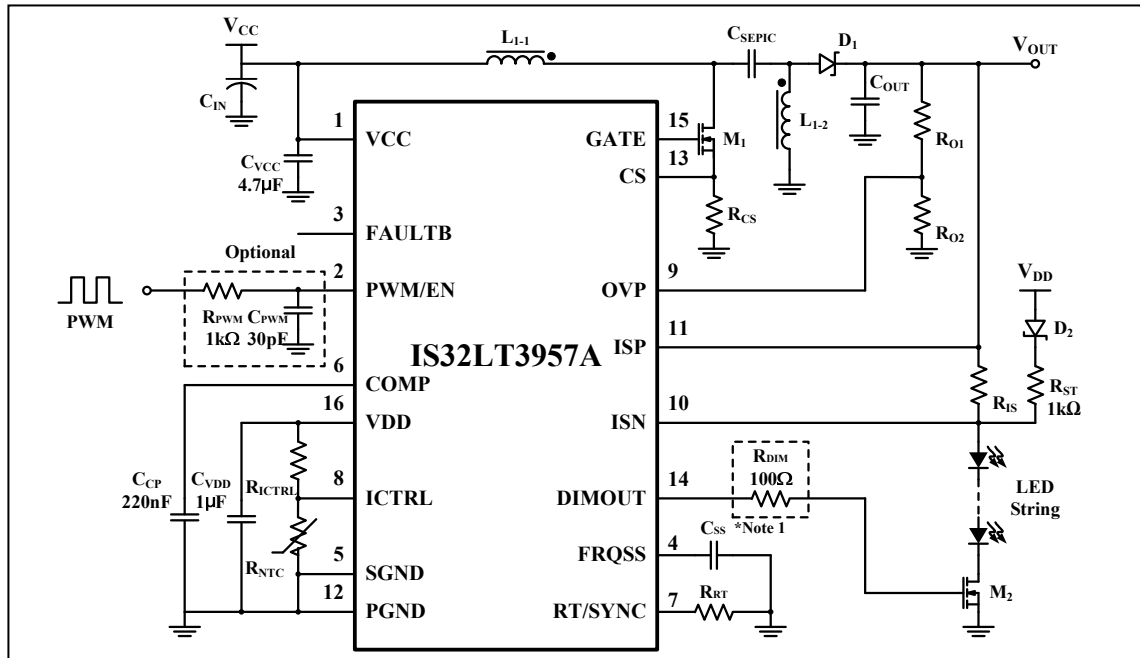 VCC
L1-1
CSEPIC
D1
VOUT
CIN
COUT
L1-2
RO1
1
VCC
GATE
15
M1
CVCC
4.7µF
CS
13
RCS
RO2
3
FAULTB
Optional
PWM
RPWM
1kΩ
CPWM
30pF
2
PWM/EN
OVP
9
VDD
D2
IS32LT3957A
ISP
11
6
COMP
RIS
RST
1kΩ
16
VDD
ISN
10
CCP
220nF
CVDD
1µF
RICTRL
8
ICTRL
DIMOUT
14
RDIM
100Ω
*Note 1
LED
String
RNTC
5
SGND
FRQSS
4
CSS
12
PGND
RT/SYNC
7
RRT
M2